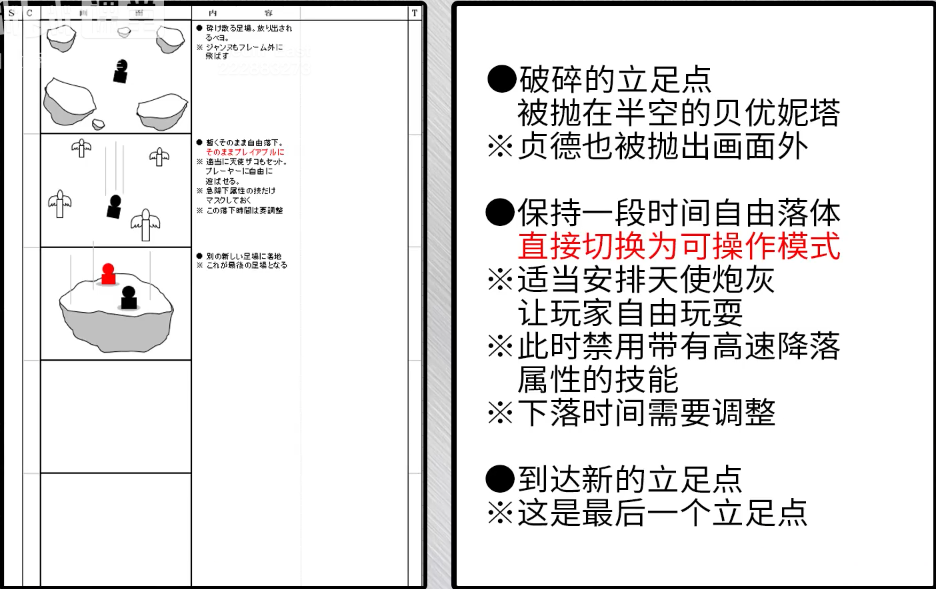 S C 画 面 内 容 T
● 砕け散る足場。放り出され
るベヨ。
※ ジャンヌもフレーム外に
飛ばす
● 暫くそのまま自由落下。
そのままプレイアブルに
※ 適当に天使ザコもセット。
プレーヤーに自由に
遊ばせる。
※ 急降下属性の技だけ
マスクしておく
※ この落下時間は要調整
● 別の新しい足場に着地
※ これが最後の足場となる
●破碎的立足点
被抛在半空的贝优妮塔
※贞德也被抛出画面外
●保持一段时间自由落体
直接切换为可操作模式
※适当安排天使炮灰
让玩家自由玩耍
※此时禁用带有高速降落
属性的技能
※下落时间需要调整
●到达新的立足点
※这是最后一个立足点